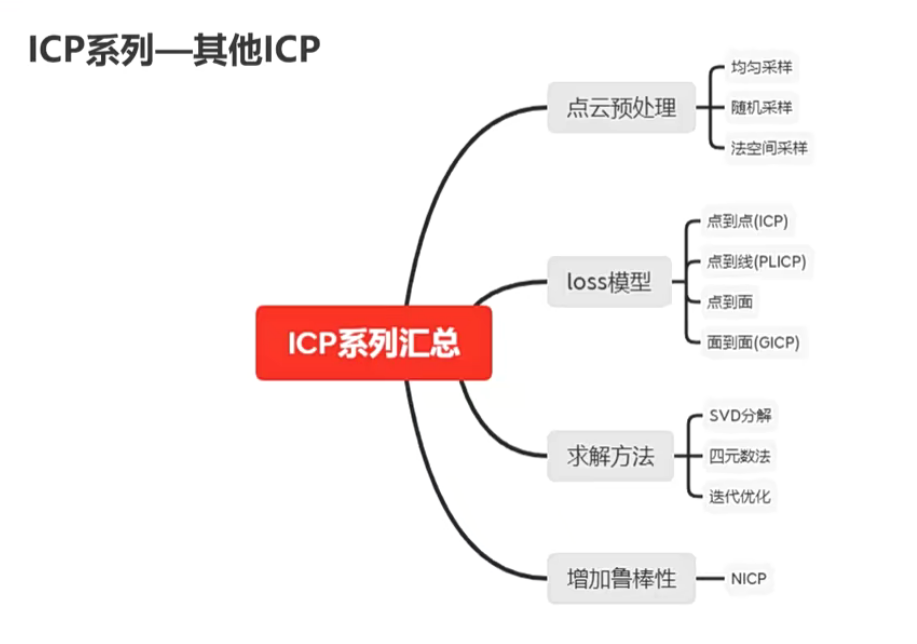 ICP系列—其他ICP
点云预处理
均匀采样
随机采样
法空间采样
loss模型
点到点(ICP)
点到线(PLICP)
点到面
面到面(GICP)
ICP系列汇总
求解方法
SVD分解
四元数法
迭代优化
增加鲁棒性
NICP